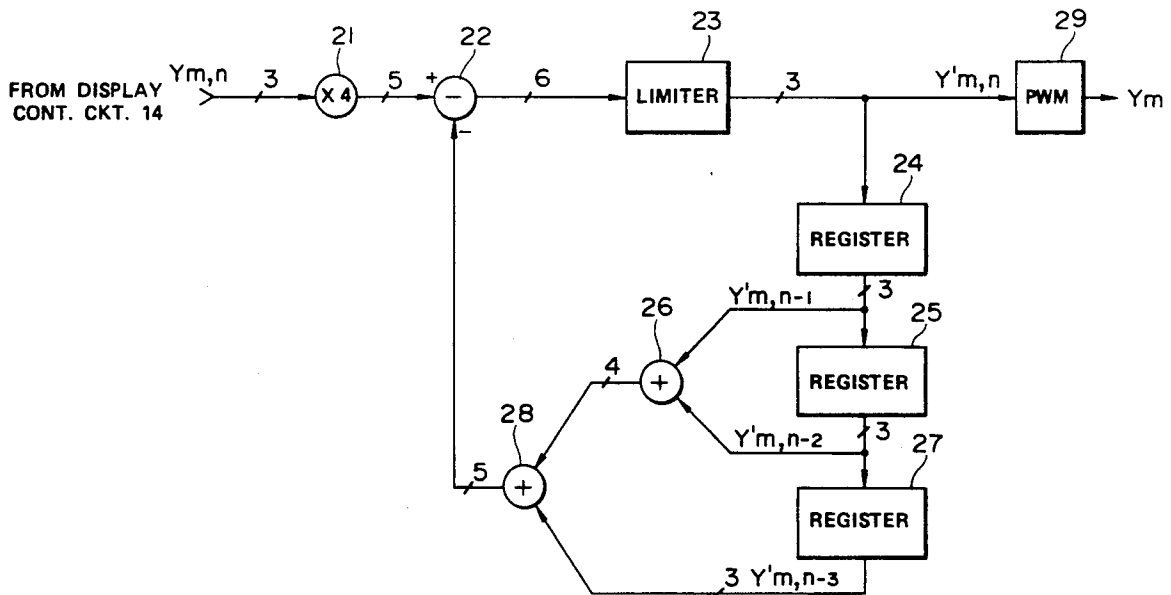 21
22
23
29
Ym,n
3
5
+
6
3
Y'm,n
FROM DISPLAY
CONT. CKT. 14
X 4
−
LIMITER
PWM
Ym
−
24
REGISTER
3
Y'm,n-1
26
25
4
+
REGISTER
28
3
Y'm,n-2
27
5
+
REGISTER
3 Y'm,n-3